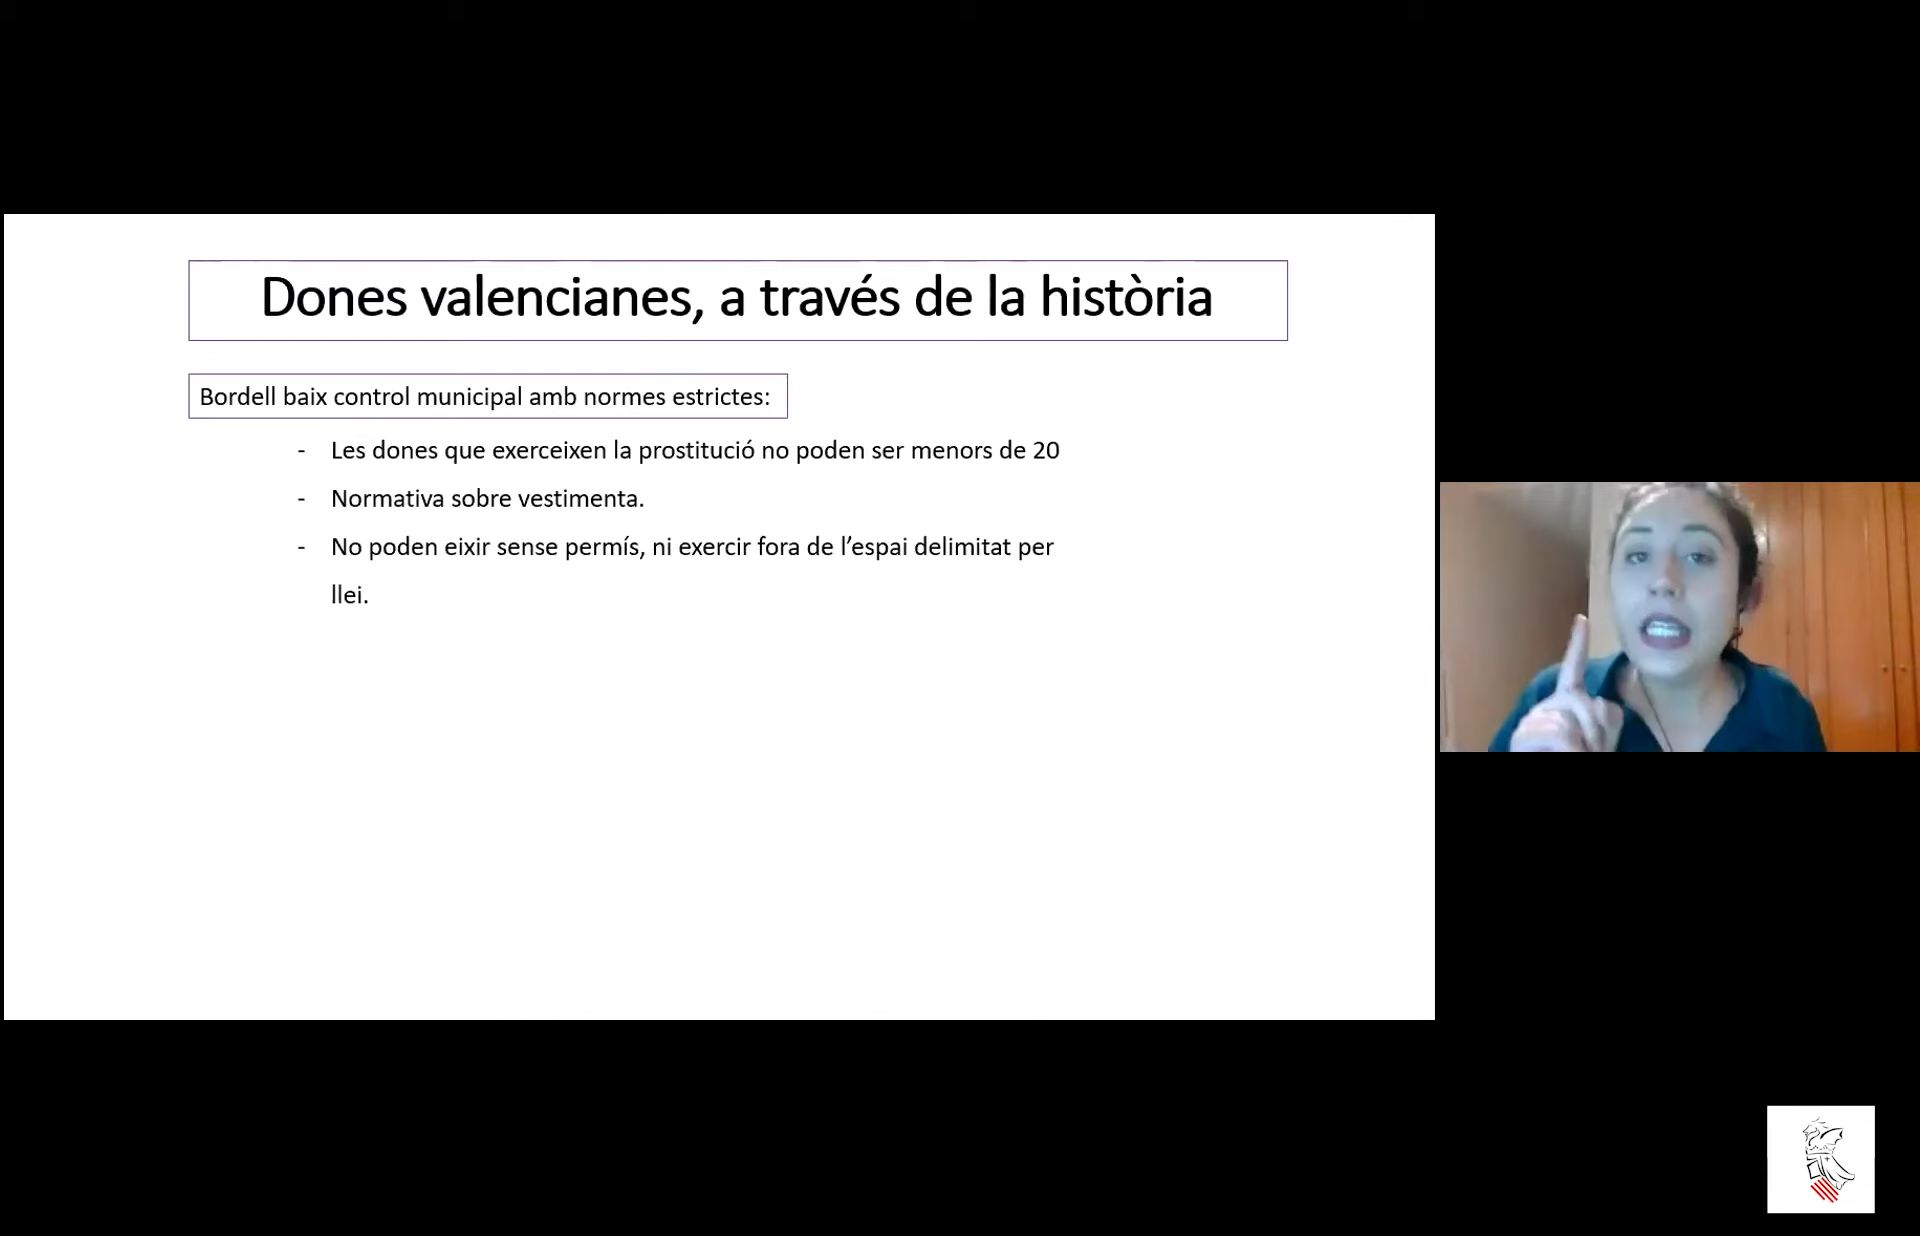 Dones valencianes, a través de la història
Bordell baix control municipal amb normes estrictes:
- Les dones que exerceixen la prostitució no poden ser menors de 20
- Normativa sobre vestimenta.
- No poden eixir sense permís, ni exercir fora de l’espai delimitat per
llei.